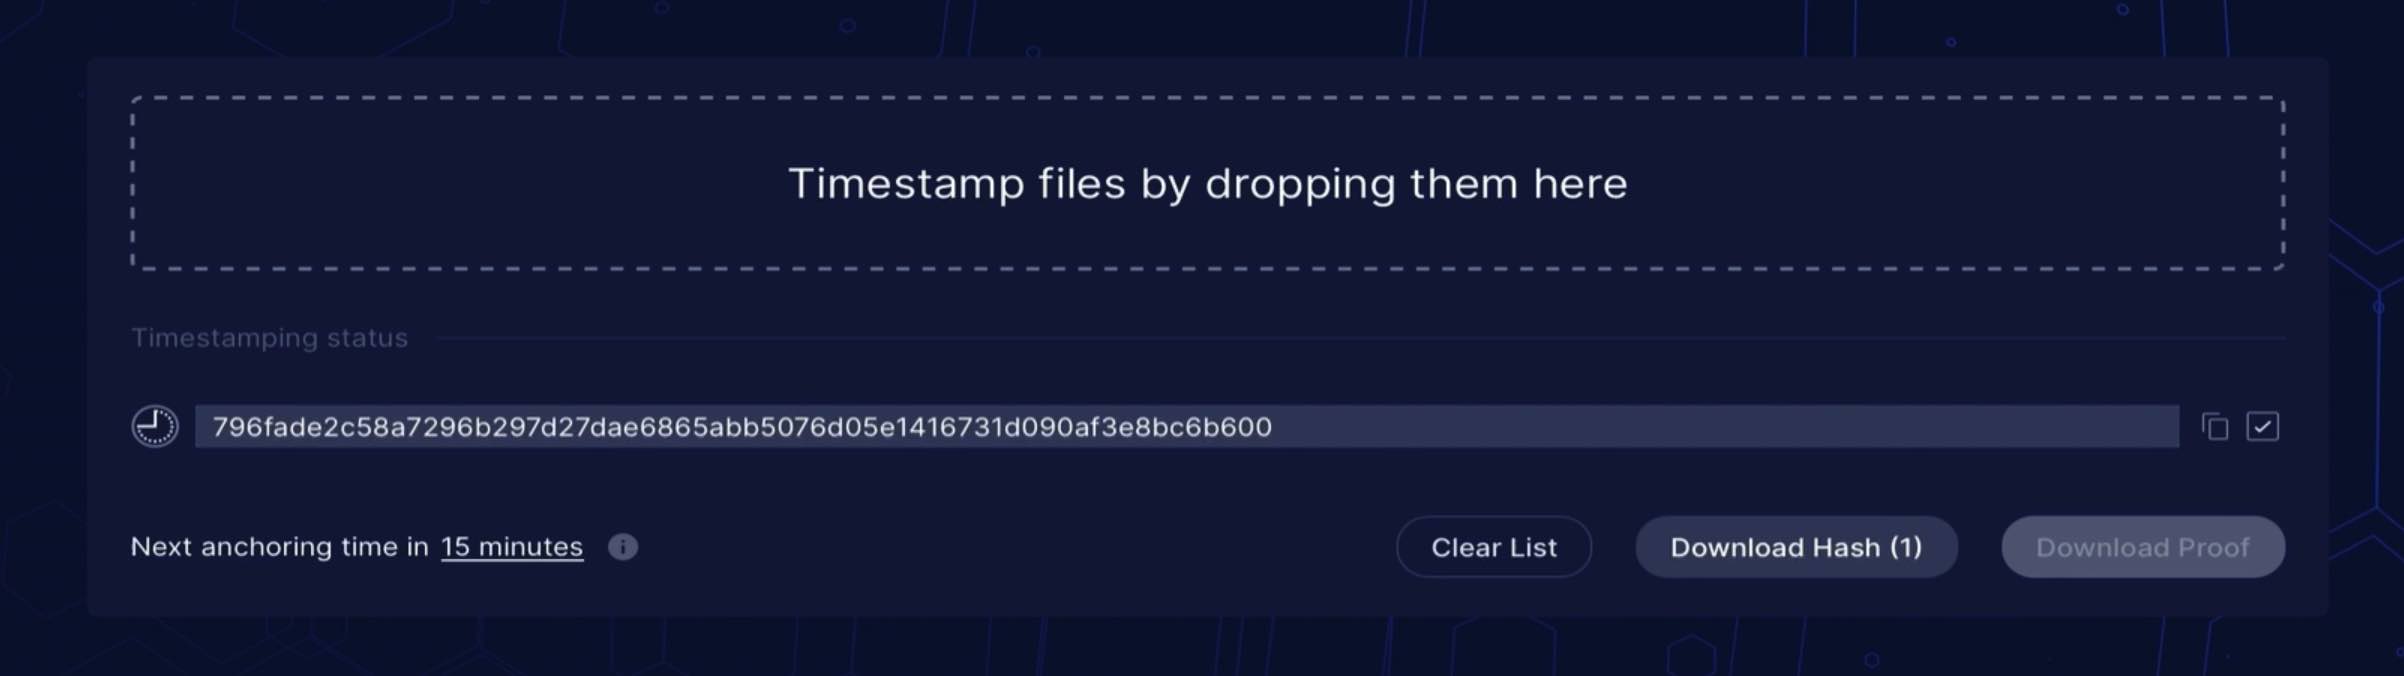 Timestamp files by dropping them here
Timestamping status
796fade2c58a7296b297d27dae6865abb5076d05e1416731d090af3e8bc6b600
Next anchoring time in 15 minutes
Clear List
Download Hash (1)
Download Proof